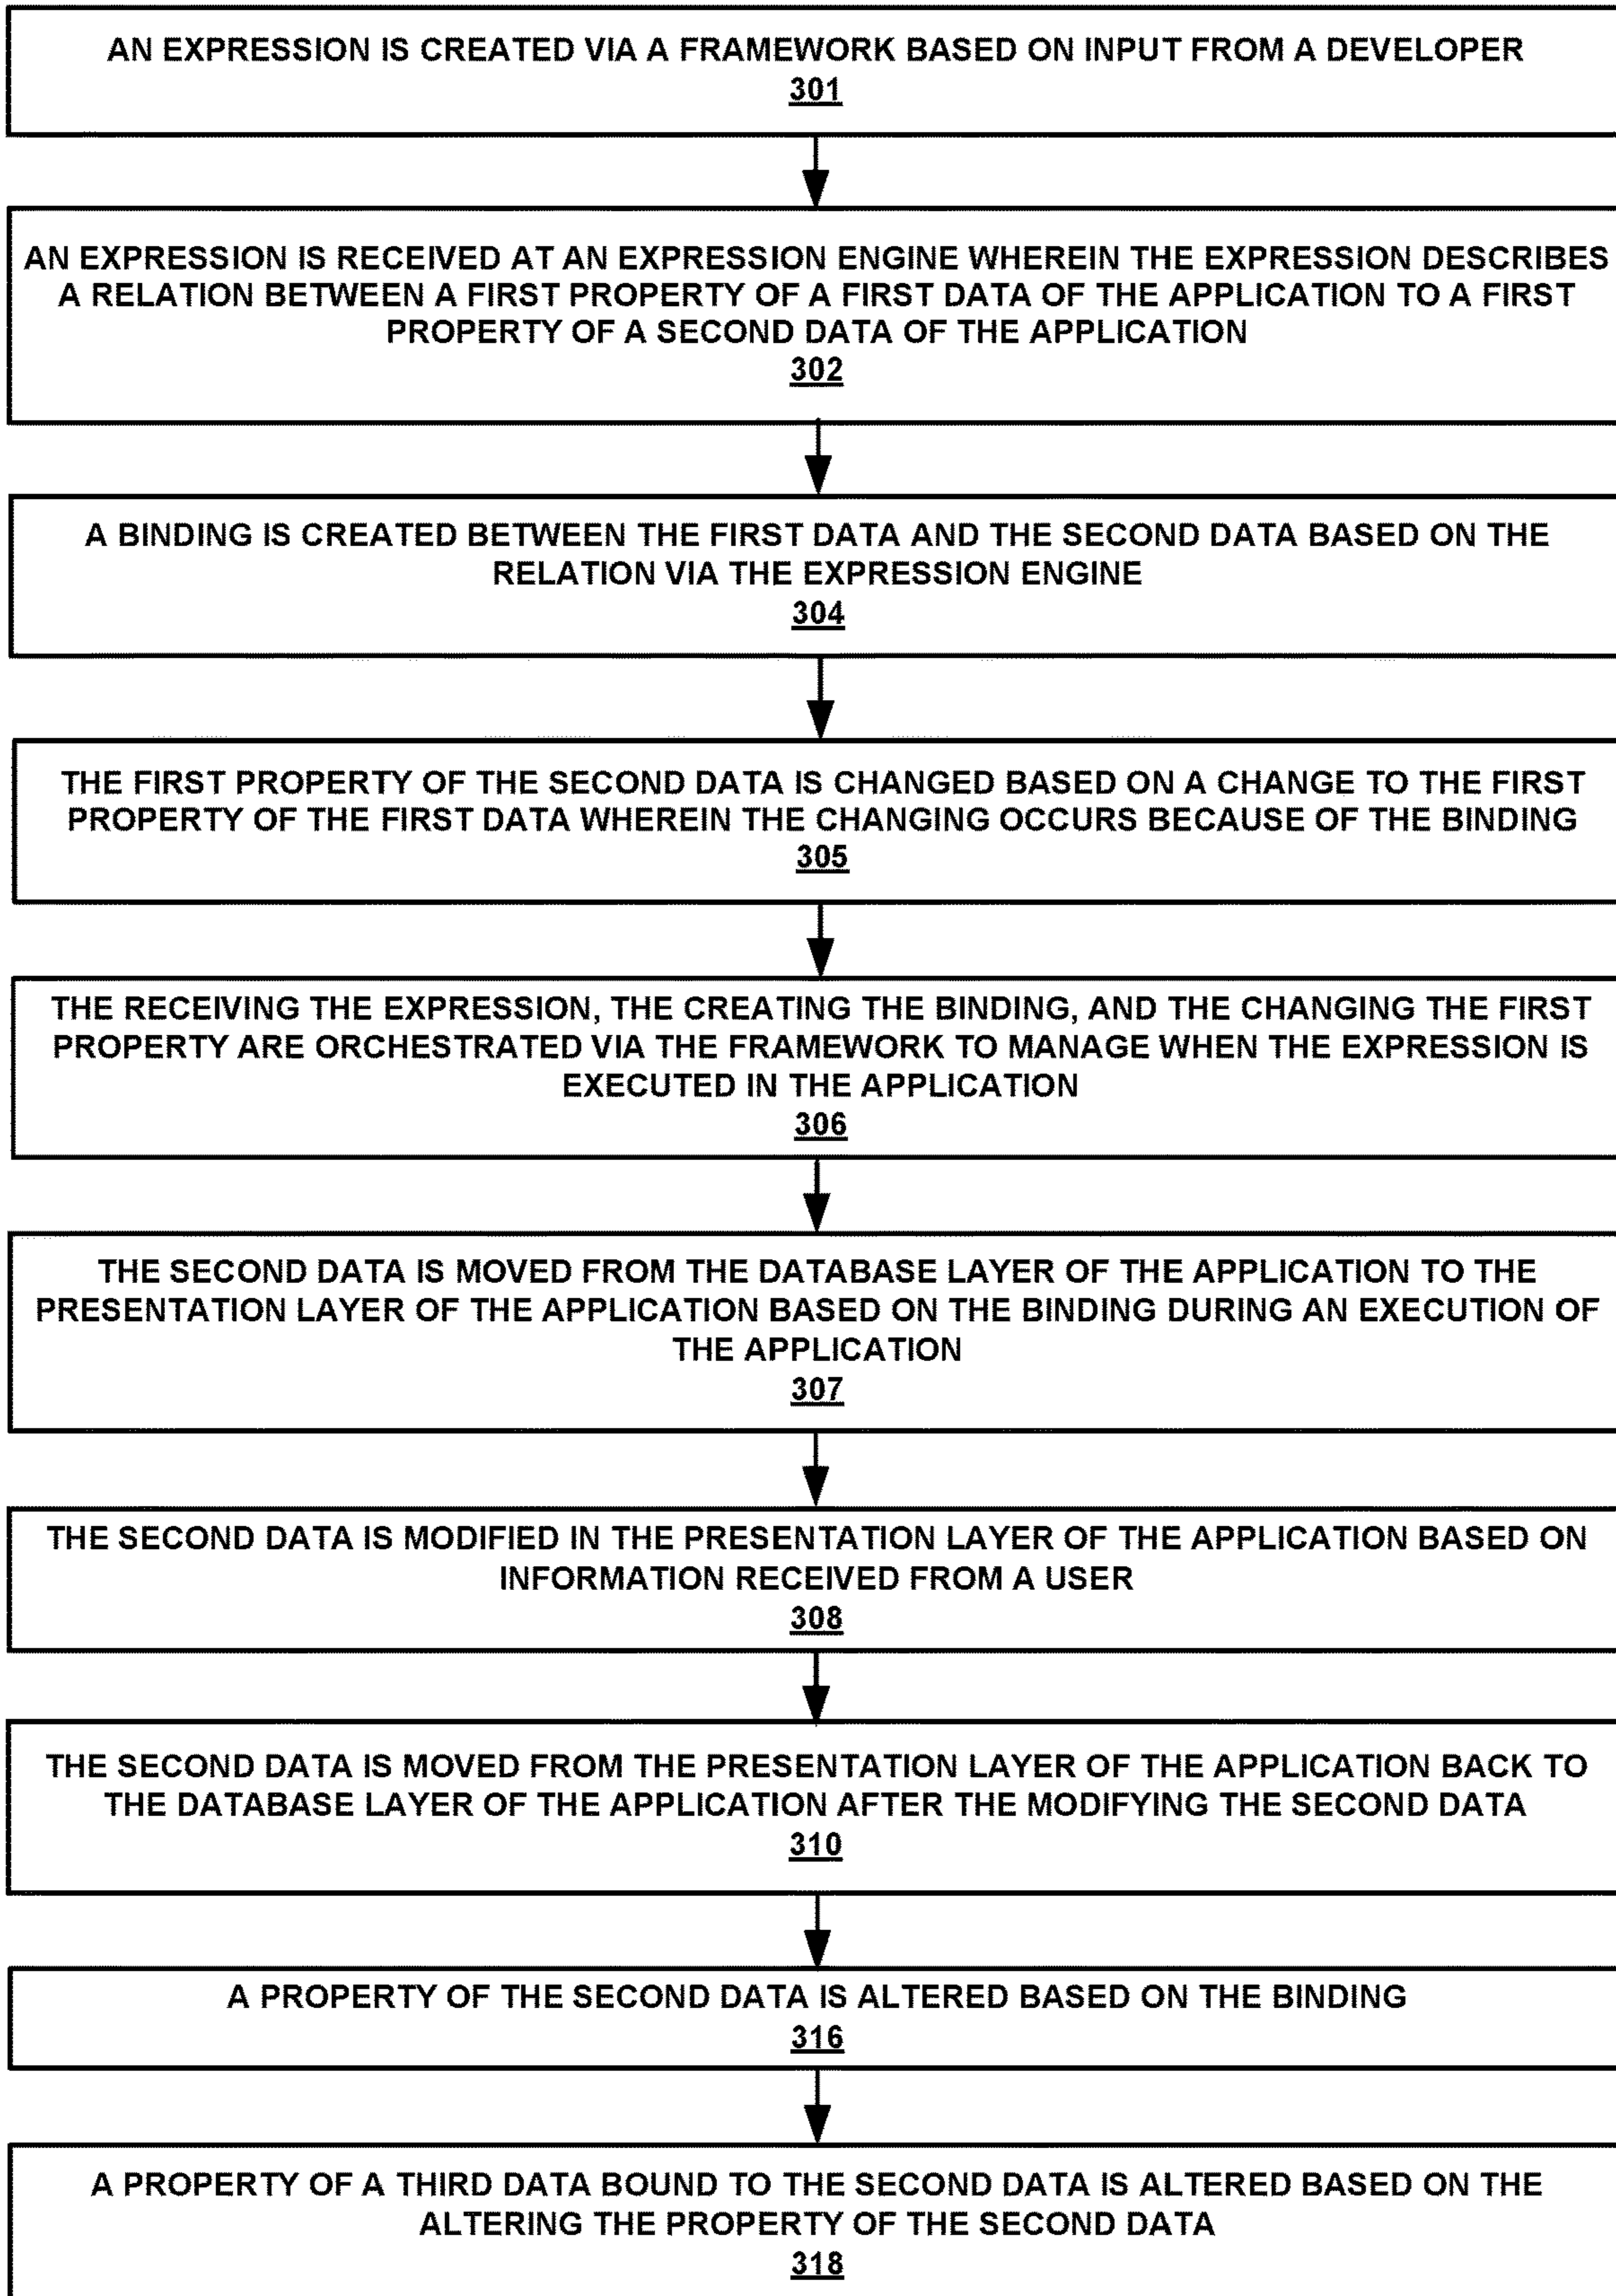 AN EXPRESSION IS CREATED VIA A FRAMEWORK BASED ON INPUT FROM A DEVELOPER
301
AN EXPRESSION IS RECEIVED AT AN EXPRESSION ENGINE WHEREIN THE EXPRESSION DESCRIBES
A RELATION BETWEEN A FIRST PROPERTY OF A FIRST DATA OF THE APPLICATION TO A FIRST
PROPERTY OF A SECOND DATA OF THE APPLICATION
302
A BINDING IS CREATED BETWEEN THE FIRST DATA AND THE SECOND DATA BASED ON THE
RELATION VIA THE EXPRESSION ENGINE
304
THE FIRST PROPERTY OF THE SECOND DATA IS CHANGED BASED ON A CHANGE TO THE FIRST
PROPERTY OF THE FIRST DATA WHEREIN THE CHANGING OCCURS BECAUSE OF THE BINDING
305
THE RECEIVING THE EXPRESSION, THE CREATING THE BINDING, AND THE CHANGING THE FIRST
PROPERTY ARE ORCHESTRATED VIA THE FRAMEWORK TO MANAGE WHEN THE EXPRESSION IS
EXECUTED IN THE APPLICATION
306
THE SECOND DATA IS MOVED FROM THE DATABASE LAYER OF THE APPLICATION TO THE
PRESENTATION LAYER OF THE APPLICATION BASED ON THE BINDING DURING AN EXECUTION OF
THE APPLICATION
307
THE SECOND DATA IS MODIFIED IN THE PRESENTATION LAYER OF THE APPLICATION BASED ON
INFORMATION RECEIVED FROM A USER
308
THE SECOND DATA IS MOVED FROM THE PRESENTATION LAYER OF THE APPLICATION BACK TO
THE DATABASE LAYER OF THE APPLICATION AFTER THE MODIFYING THE SECOND DATA
310
A PROPERTY OF THE SECOND DATA IS ALTERED BASED ON THE BINDING
316
A PROPERTY OF A THIRD DATA BOUND TO THE SECOND DATA IS ALTERED BASED ON THE
ALTERING THE PROPERTY OF THE SECOND DATA
318